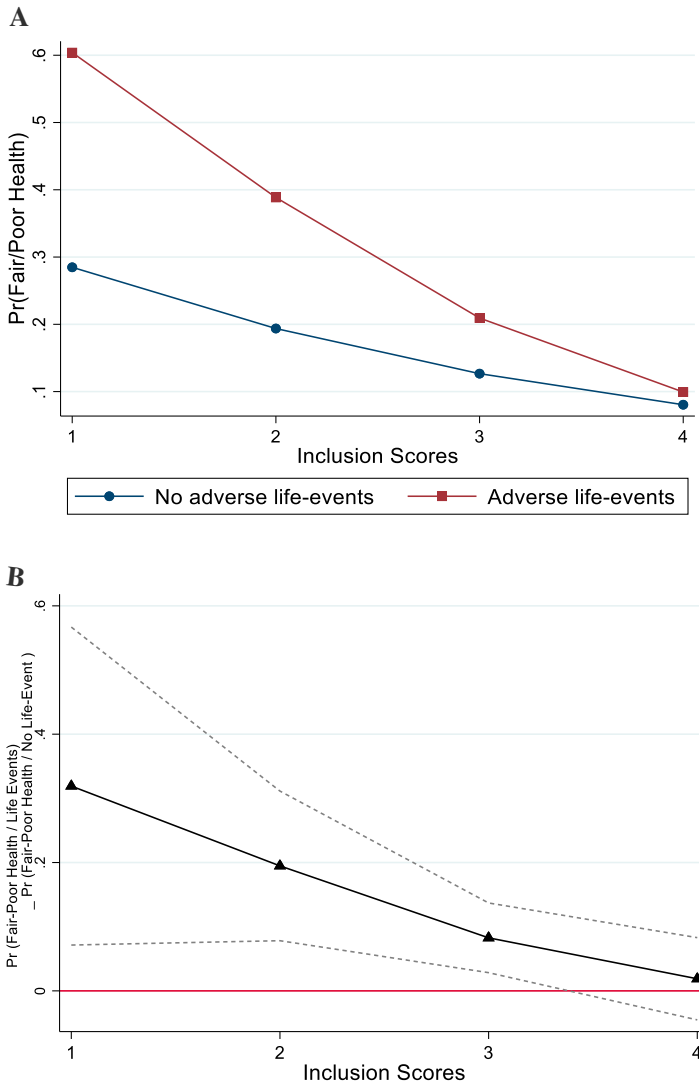 A
Pr(Fair/Poor Health)
.6
.5
.4
.3
.2
.1
1 2 3 4
Inclusion Scores
No adverse life-events Adverse life-events
B
Pr (Fair-Poor Health / Life Events)
_ Pr (Fair-Poor Health / No Life-Event )
.6
.4
.2
0
1 2 3 4
Inclusion Scores